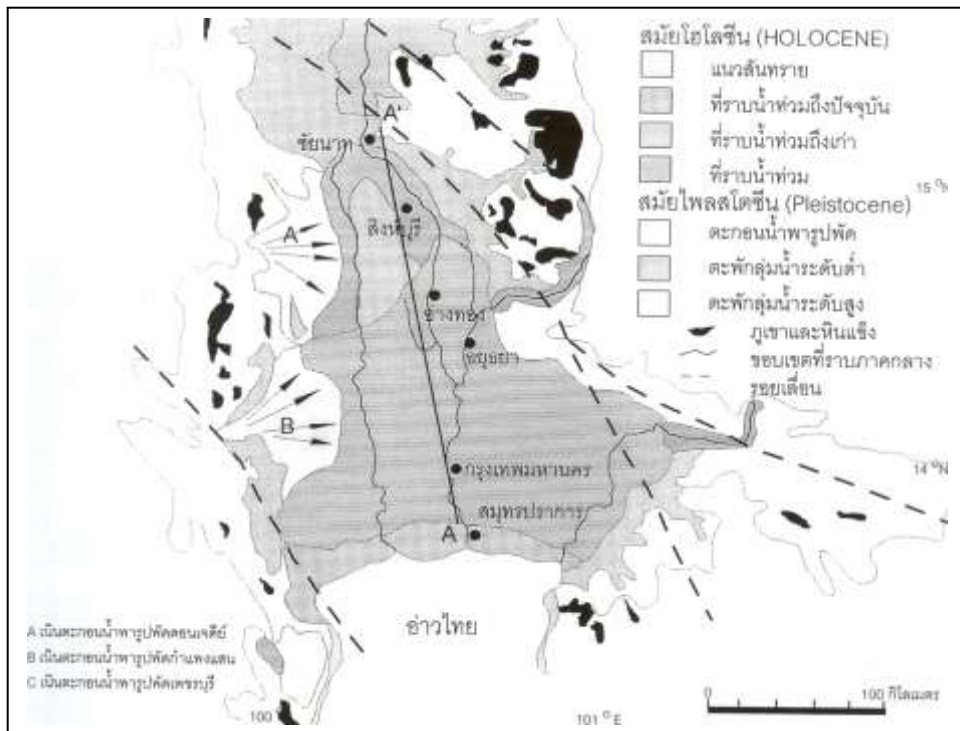 สมัยโฮโลซีน (HOLOCENE)
แนวสันทราย
ที่ราบน้ำท่วมถึงปัจจุบัน
ที่ราบน้ำท่วมถึงเก่า
ที่ราบน้ำท่วม
สมัยไพลสโตซีน (Pleistocene)
ตะกอนน้ำพารูปพัด
ตะพักลุ่มน้ำระดับต่ำ
ตะพักลุ่มน้ำระดับสูง
ภูเขาและหินแข็ง
ขอบเขตที่ราบภาคกลาง
รอยเลื่อน
A'
ชัยนาท
15 °N
สิงห์บุรี
A
อ่างทอง
อยุธยา
B
กรุงเทพมหานคร
14 °N
สมุทรปราการ
A
อ่าวไทย
A เนินตะกอนน้ำพารูปพัดดอนเจดีย์
B เนินตะกอนน้ำพารูปพัดกำแพงแสน
C เนินตะกอนน้ำพารูปพัดเพชรบุรี
0 100 กิโลเมตร
100
101 ° E